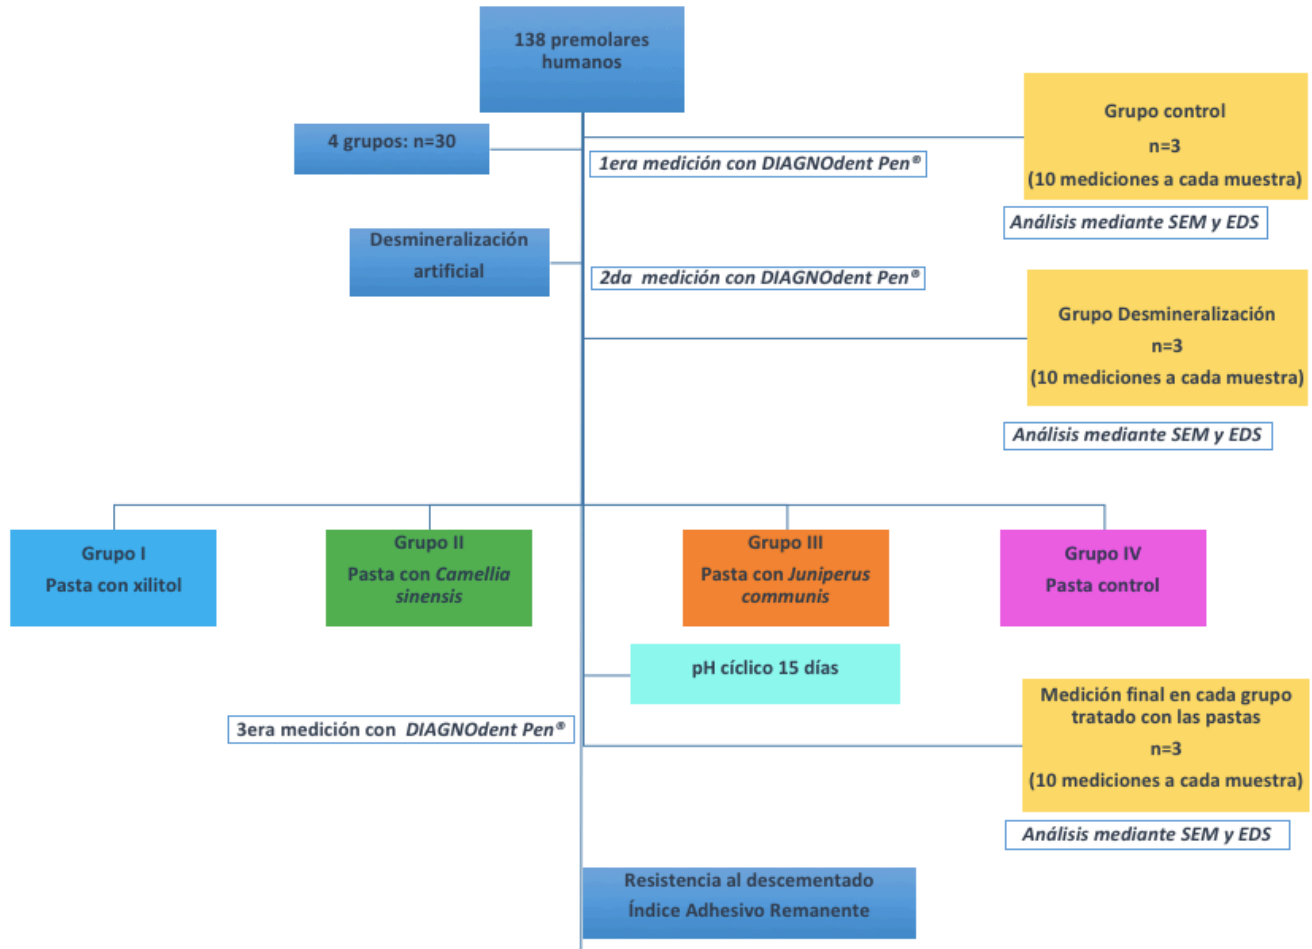 138 premolares
humanos
4 grupos: n=30
1era medición con DIAGNOdent Pen®
Grupo control
n=3
(10 mediciones a cada muestra)
Análisis mediante SEM y EDS
Desmineralización
artificial
2da medición con DIAGNOdent Pen®
Grupo Desmineralización
n=3
(10 mediciones a cada muestra)
Análisis mediante SEM y EDS
Grupo I
Pasta con xilitol
Grupo II
Pasta con Camellia
sinensis
Grupo III
Pasta con Juniperus
communis
Grupo IV
Pasta control
pH cíclico 15 días
3era medición con DIAGNOdent Pen®
Medición final en cada grupo
tratado con las pastas
n=3
(10 mediciones a cada muestra)
Análisis mediante SEM y EDS
Resistencia al descementado
Índice Adhesivo Remanente